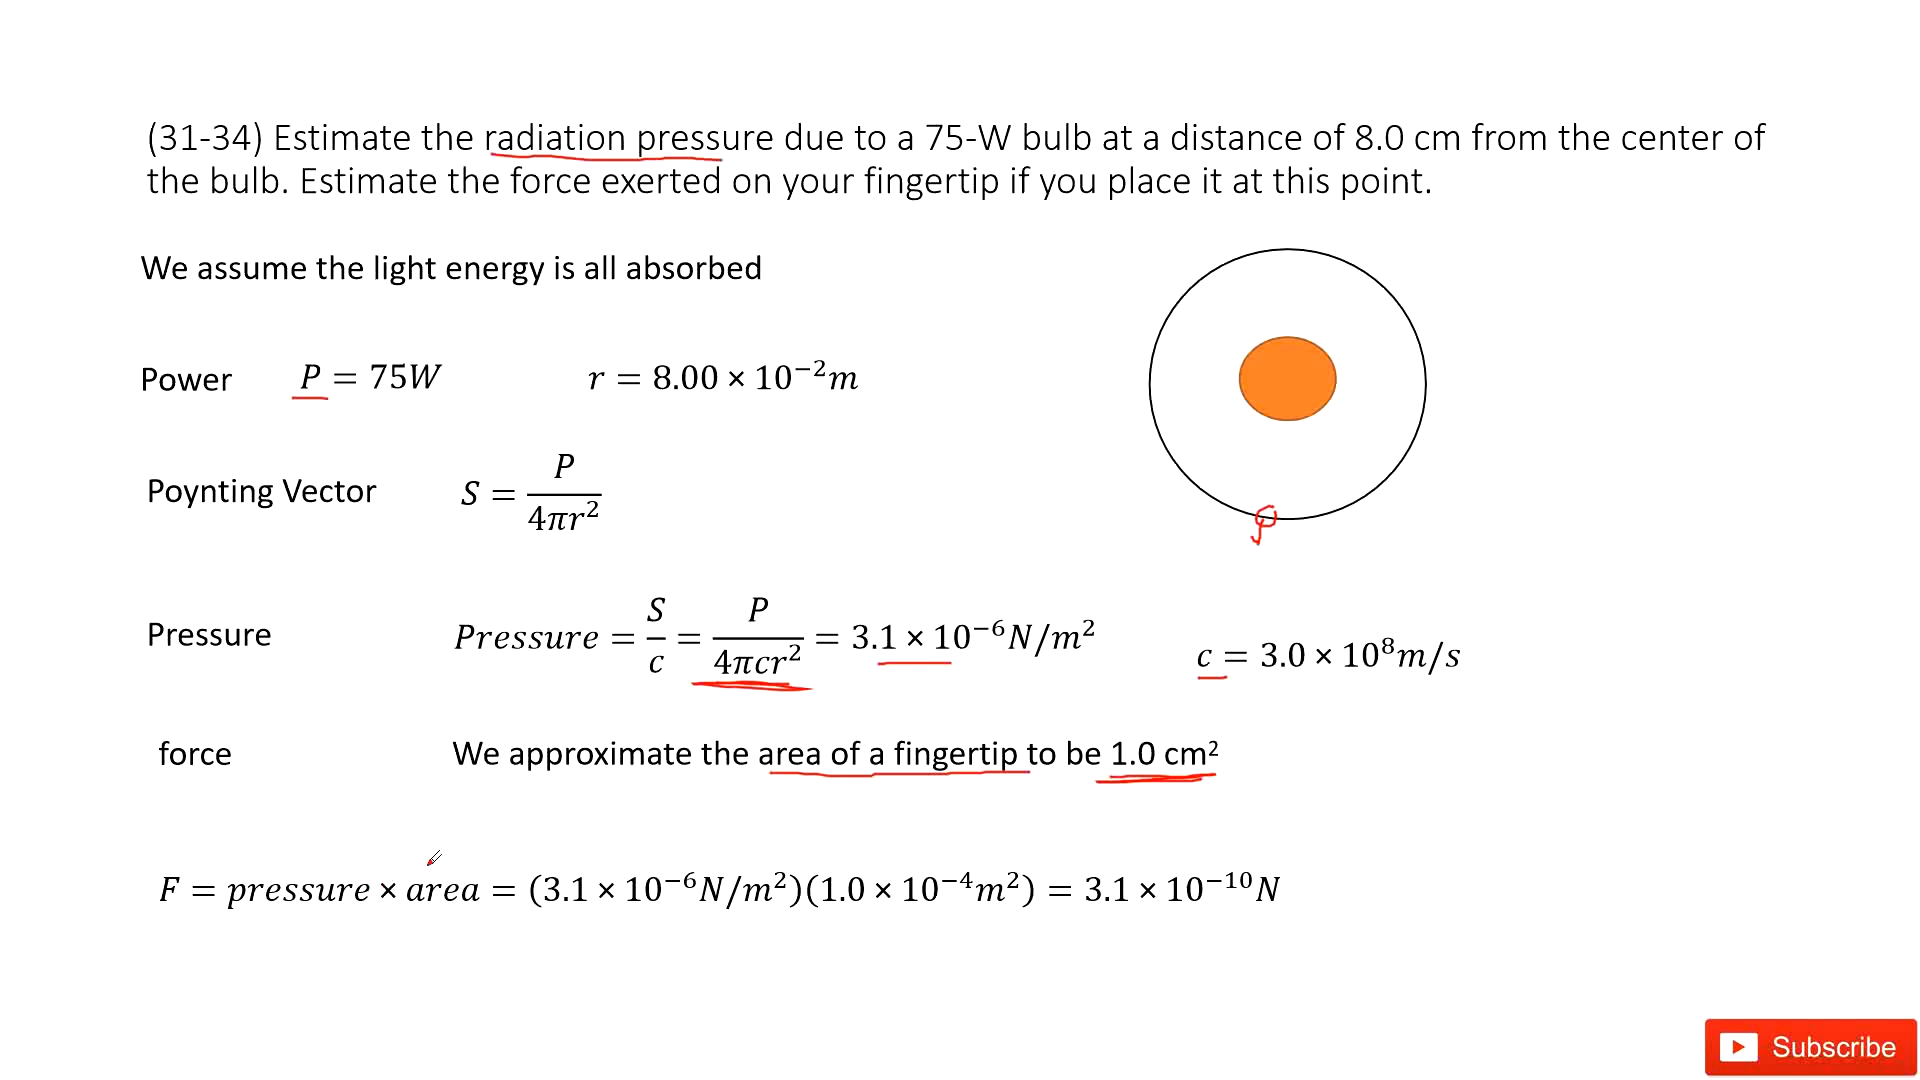 (31-34) Estimate the radiation pressure due to a 75-W bulb at a distance of 8.0 cm from the center of
the bulb. Estimate the force exerted on your fingertip if you place it at this point.
We assume the light energy is all absorbed
Power P = 75W r = 8.00 × 10⁻²m
Poynting Vector S = P/4πr²
Pressure Pressure = S/c = P/4πcr² = 3.1 × 10⁻⁶N/m² c = 3.0 × 10⁸m/s
force We approximate the area of a fingertip to be 1.0 cm²
F = pressure × area = (3.1 × 10⁻⁶N/m²)(1.0 × 10⁻⁴m²) = 3.1 × 10⁻¹⁰N
Subscribe